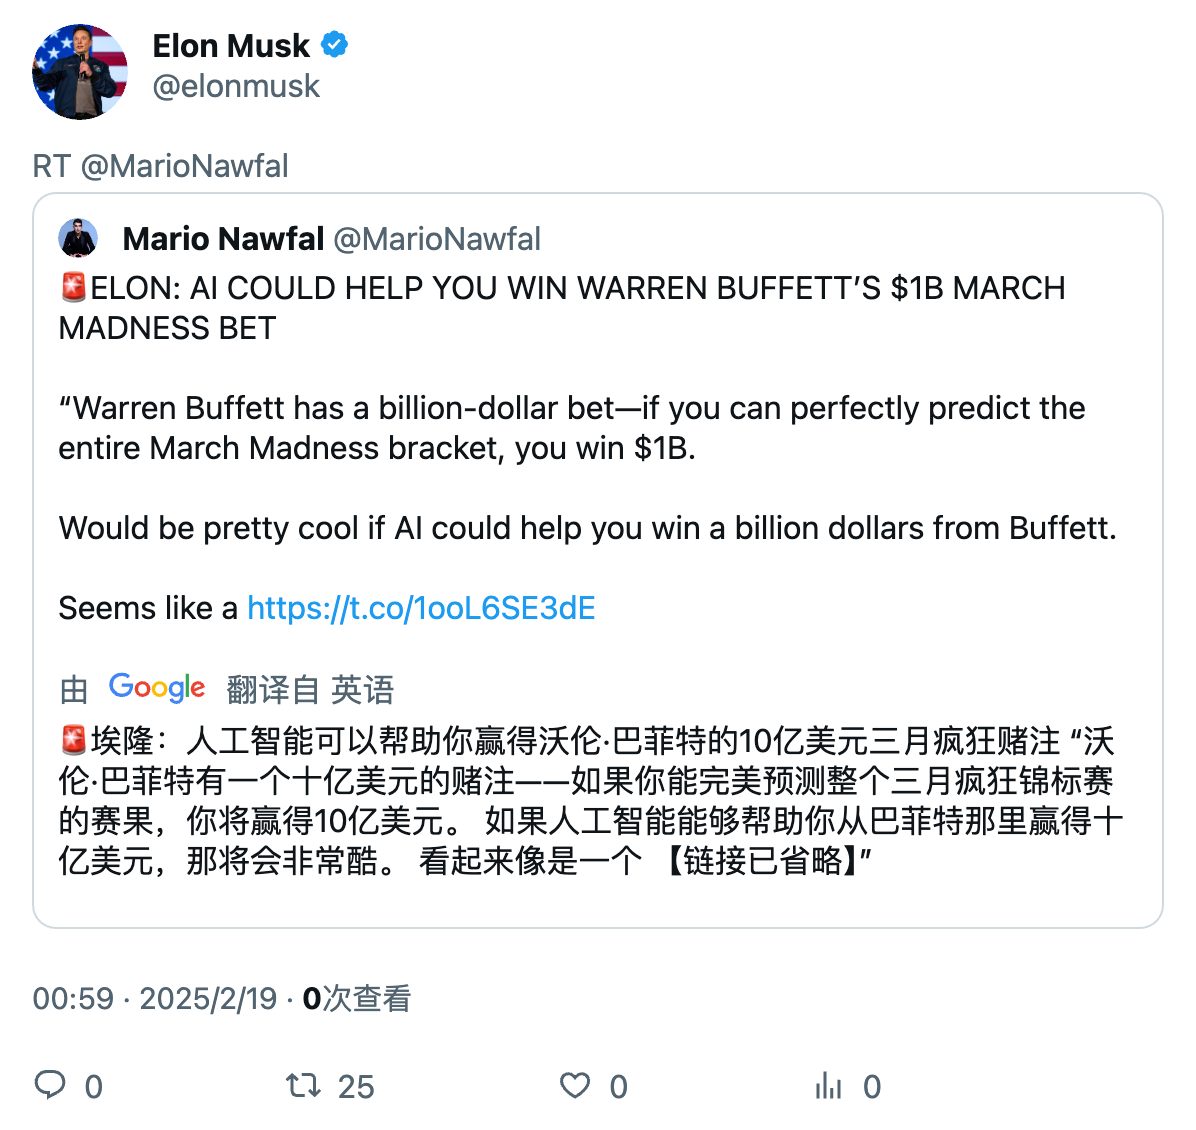 Elon Musk
@elonmusk
RT @MarioNawfal
Mario Nawfal @MarioNawfal
🚨ELON: AI COULD HELP YOU WIN WARREN BUFFETT’S $1B MARCH
MADNESS BET
“Warren Buffett has a billion-dollar bet—if you can perfectly predict the
entire March Madness bracket, you win $1B.
Would be pretty cool if AI could help you win a billion dollars from Buffett.
Seems like a https://t.co/1ooL6SE3dE
由 Google 翻译自 英语
🚨埃隆：人工智能可以帮助你赢得沃伦·巴菲特的10亿美元三月疯狂赌注 “沃
伦·巴菲特有一个十亿美元的赌注——如果你能完美预测整个三月疯狂锦标赛
的赛果，你将赢得10亿美元。 如果人工智能能够帮助你从巴菲特那里赢得十
亿美元，那将会非常酷。 看起来像是一个 【链接已省略】”
00:59 · 2025/2/19 · 0次查看
0 25 0 0